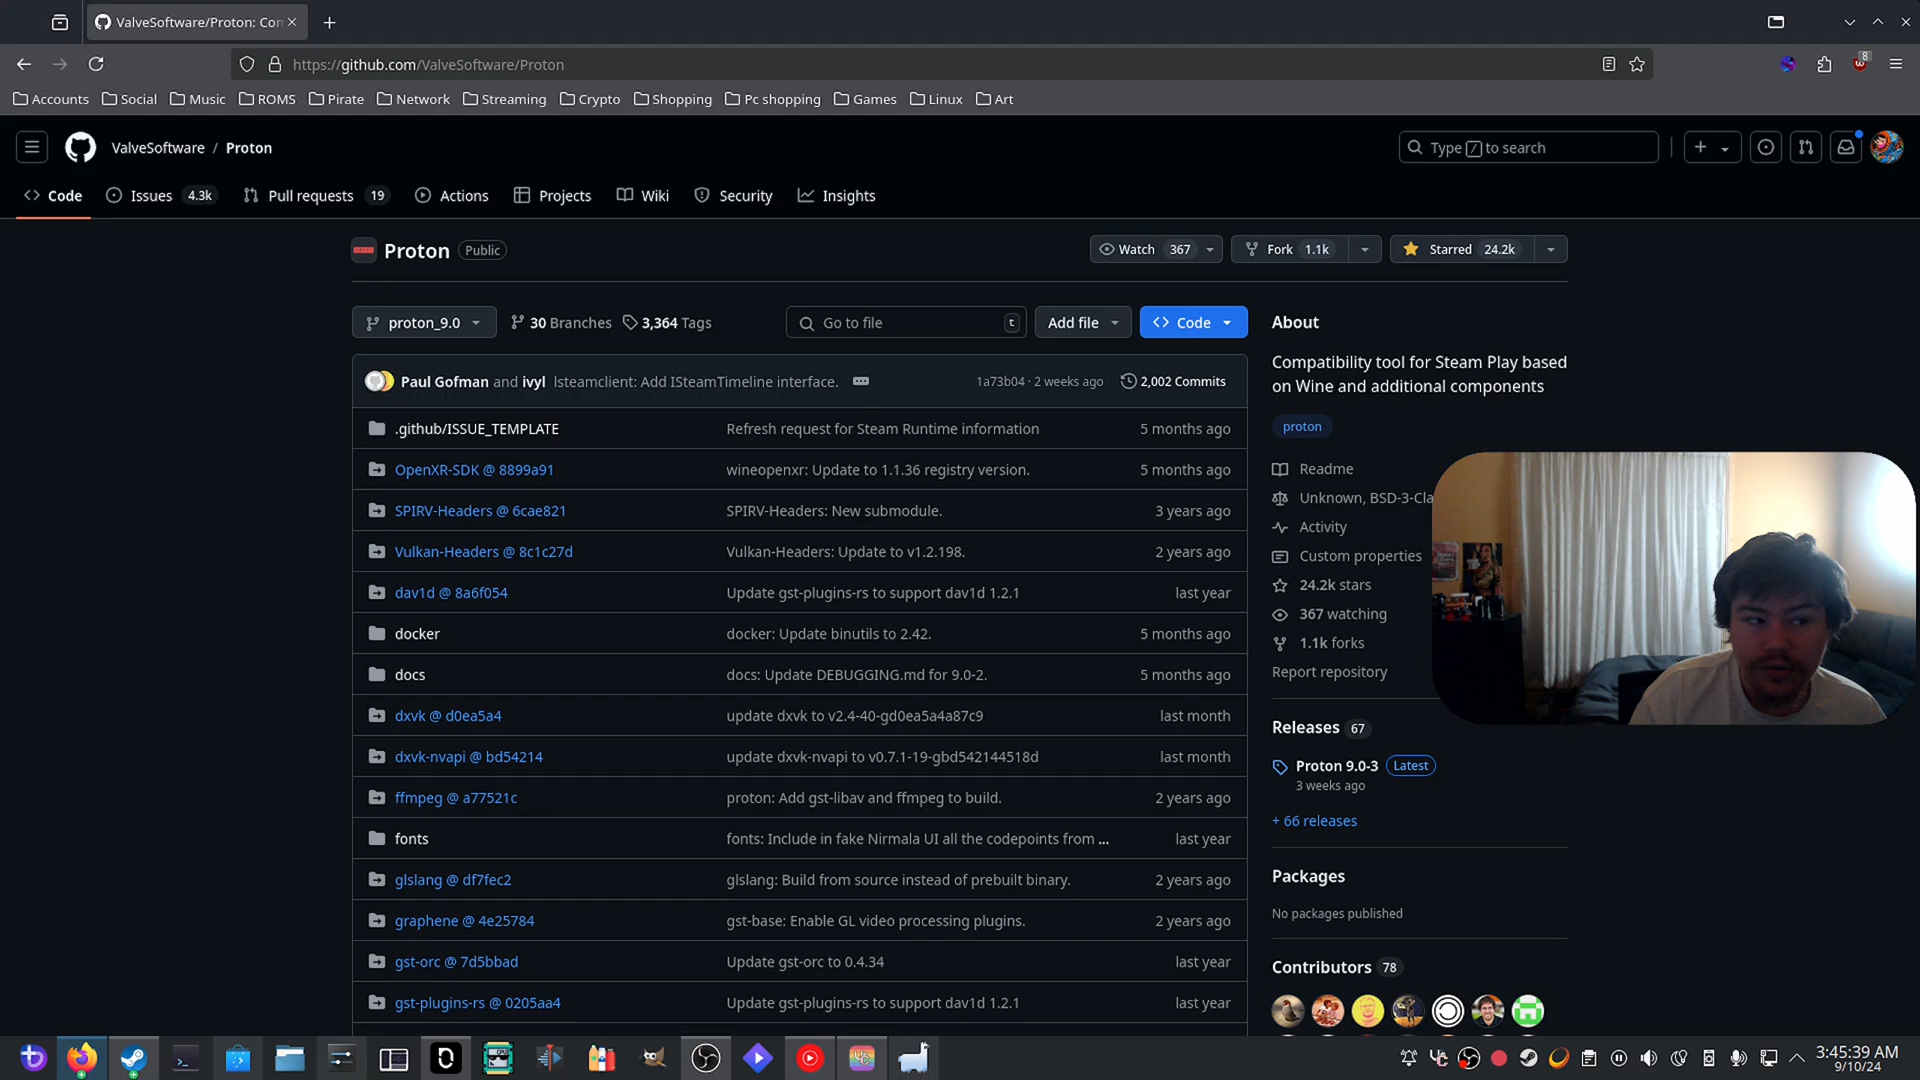 ValveSoftware/Proton: Con
https://github.com/ValveSoftware/Proton
8
Accounts Social Music ROMS Pirate Network Streaming Crypto Shopping Pc shopping Games Linux Art
ValveSoftware / Proton
Type / to search
Code Issues 4.3k Pull requests 19 Actions Projects Wiki Security Insights
Proton Public
Watch 367 Fork 1.1k Starred 24.2k
proton_9.0 30 Branches 3,364 Tags Go to file t Add file Code
Paul Gofman and ivyl lsteamclient: Add ISteamTimeline interface. 1a73b04 · 2 weeks ago 2,002 Commits
.github/ISSUE_TEMPLATE Refresh request for Steam Runtime information 5 months ago
OpenXR-SDK @ 8899a91 wineopenxr: Update to 1.1.36 registry version. 5 months ago
SPIRV-Headers @ 6cae821 SPIRV-Headers: New submodule. 3 years ago
Vulkan-Headers @ 8c1c27d Vulkan-Headers: Update to v1.2.198. 2 years ago
dav1d @ 8a6f054 Update gst-plugins-rs to support dav1d 1.2.1 last year
docker docker: Update binutils to 2.42. 5 months ago
docs docs: Update DEBUGGING.md for 9.0-2. 5 months ago
dxvk @ d0ea5a4 update dxvk to v2.4-40-gd0ea5a4a87c9 last month
dxvk-nvapi @ bd54214 update dxvk-nvapi to v0.7.1-19-gbd542144518d last month
ffmpeg @ a77521c proton: Add gst-libav and ffmpeg to build. 2 years ago
fonts fonts: Include in fake Nirmala UI all the codepoints from ... last year
glslang @ df7fec2 glslang: Build from source instead of prebuilt binary. 2 years ago
graphene @ 4e25784 gst-base: Enable GL video processing plugins. 2 years ago
gst-orc @ 7d5bbad Update gst-orc to 0.4.34 last year
gst-plugins-rs @ 0205aa4 Update gst-plugins-rs to support dav1d 1.2.1 last year
About
Compatibility tool for Steam Play based
on Wine and additional components
proton
Readme
Unknown, BSD-3-Cla
Activity
Custom properties
24.2k stars
367 watching
1.1k forks
Report repository
Releases 67
Proton 9.0-3 Latest
3 weeks ago
+ 66 releases
Packages
No packages published
Contributors 78
3:45:39 AM
9/10/24